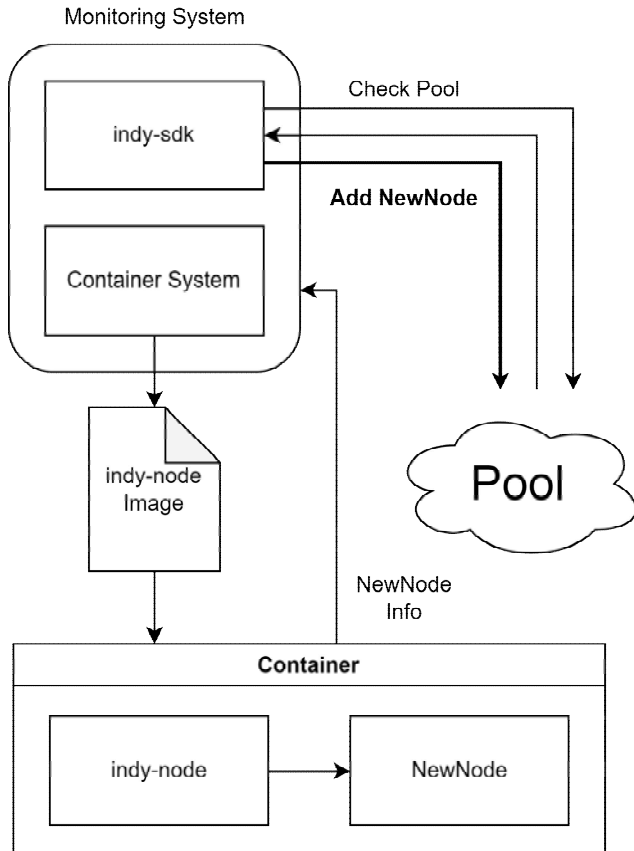 Monitoring System
indy-sdk
Check Pool
Add NewNode
Container System
indy-node
Image
Pool
NewNode
Info
Container
indy-node
NewNode